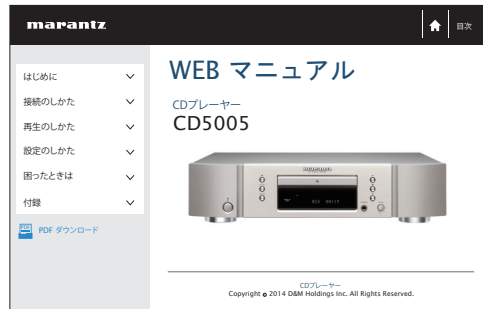 marantz
目次
はじめに
接続のしかた
再生のしかた
設定のしかた
困ったときは
付録
PDF ダウンロード
WEB マニュアル
CDプレーヤー
CD5005
marantz
CDプレーヤー
Copyright © 2014 D&M Holdings Inc. All Rights Reserved.